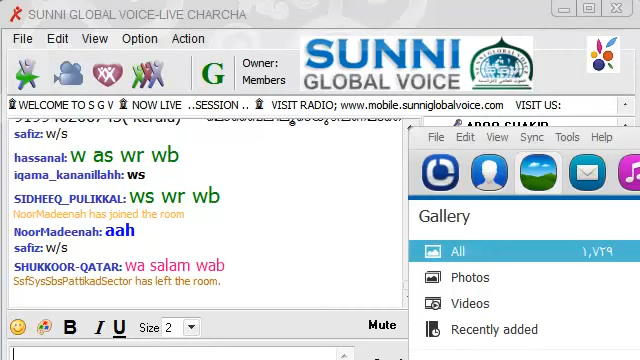 SUNNI GLOBAL VOICE-LIVE CHARCHA
File Edit View Option Action
Owner:
Members
SUNNI
GLOBAL VOICE
G
WELCOME TO S G V NOW LIVE ..SESSION .. VISIT RADIO; www.mobile.sunniglobalvoice.com VISIT US:
safiz: w/s
hassanal: w as wr wb
iqama_kananillahh: ws
SIDHEEQ_PULIKKAL: ws wr wb
NoorMadeenah has joined the room
NoorMadeenah: aah
safiz: w/s
SHUKKOOR-QATAR: wa salam wab
SsfSysSbsPattikadSector has left the room.
B I U Size 2 Mute
File Edit View Sync Tools Help
Gallery
All ١,٧٢٩
Photos
Videos
Recently added